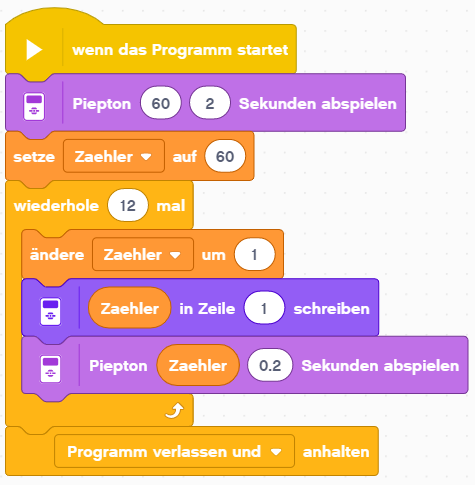 wenn das Programm startet
Piepton 60 2 Sekunden abspielen
setze Zaehler auf 60
wiederhole 12 mal
ändere Zaehler um 1
Zaehler in Zeile 1 schreiben
Piepton Zaehler 0.2 Sekunden abspielen
Programm verlassen und anhalten